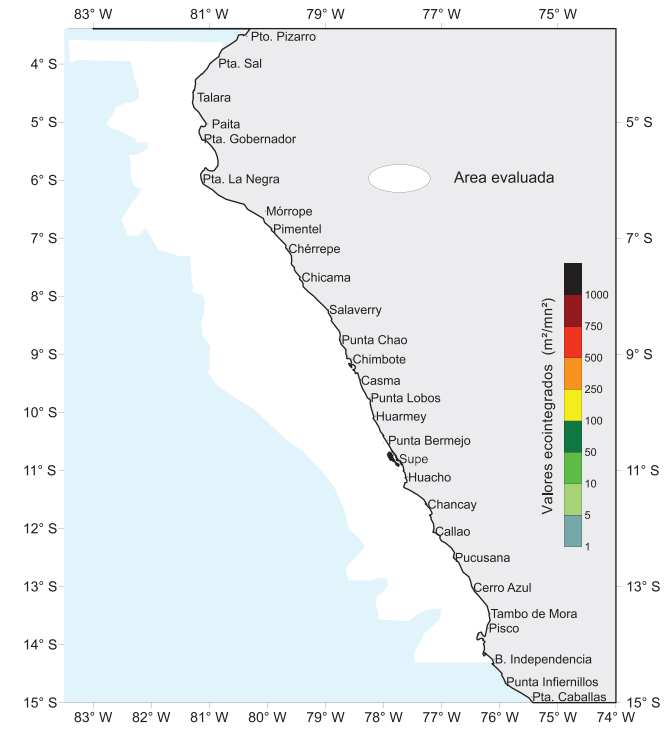 83° W 81° W 79° W 77° W 75° W
Pto. Pizarro
4° S Pta. Sal
Talara
5° S Paita 5° S
Pta. Gobernador
6° S Pta. La Negra Area evaluada 6° S
Mórrope
Pimentel
7° S Chérrepe 7° S
Chicama
8° S Salaverry
Valores ecointegrados (m²/mn²)
1000
750
500
250
100
50
10
5
1
Punta Chao
9° S Chimbote 9° S
Casma
Punta Lobos
10° S Huarmey
Punta Bermejo
Supe
11° S Huacho 11° S
Chancay
12° S Callao
Pucusana
13° S Cerro Azul 13° S
Tambo de Mora
Pisco
14° S B. Independencia
Punta Infiernillos
Pta. Caballas
15° S 15° S
83° W 82° W 81° W 80° W 79° W 78° W 77° W 76° W 75° W 74° W